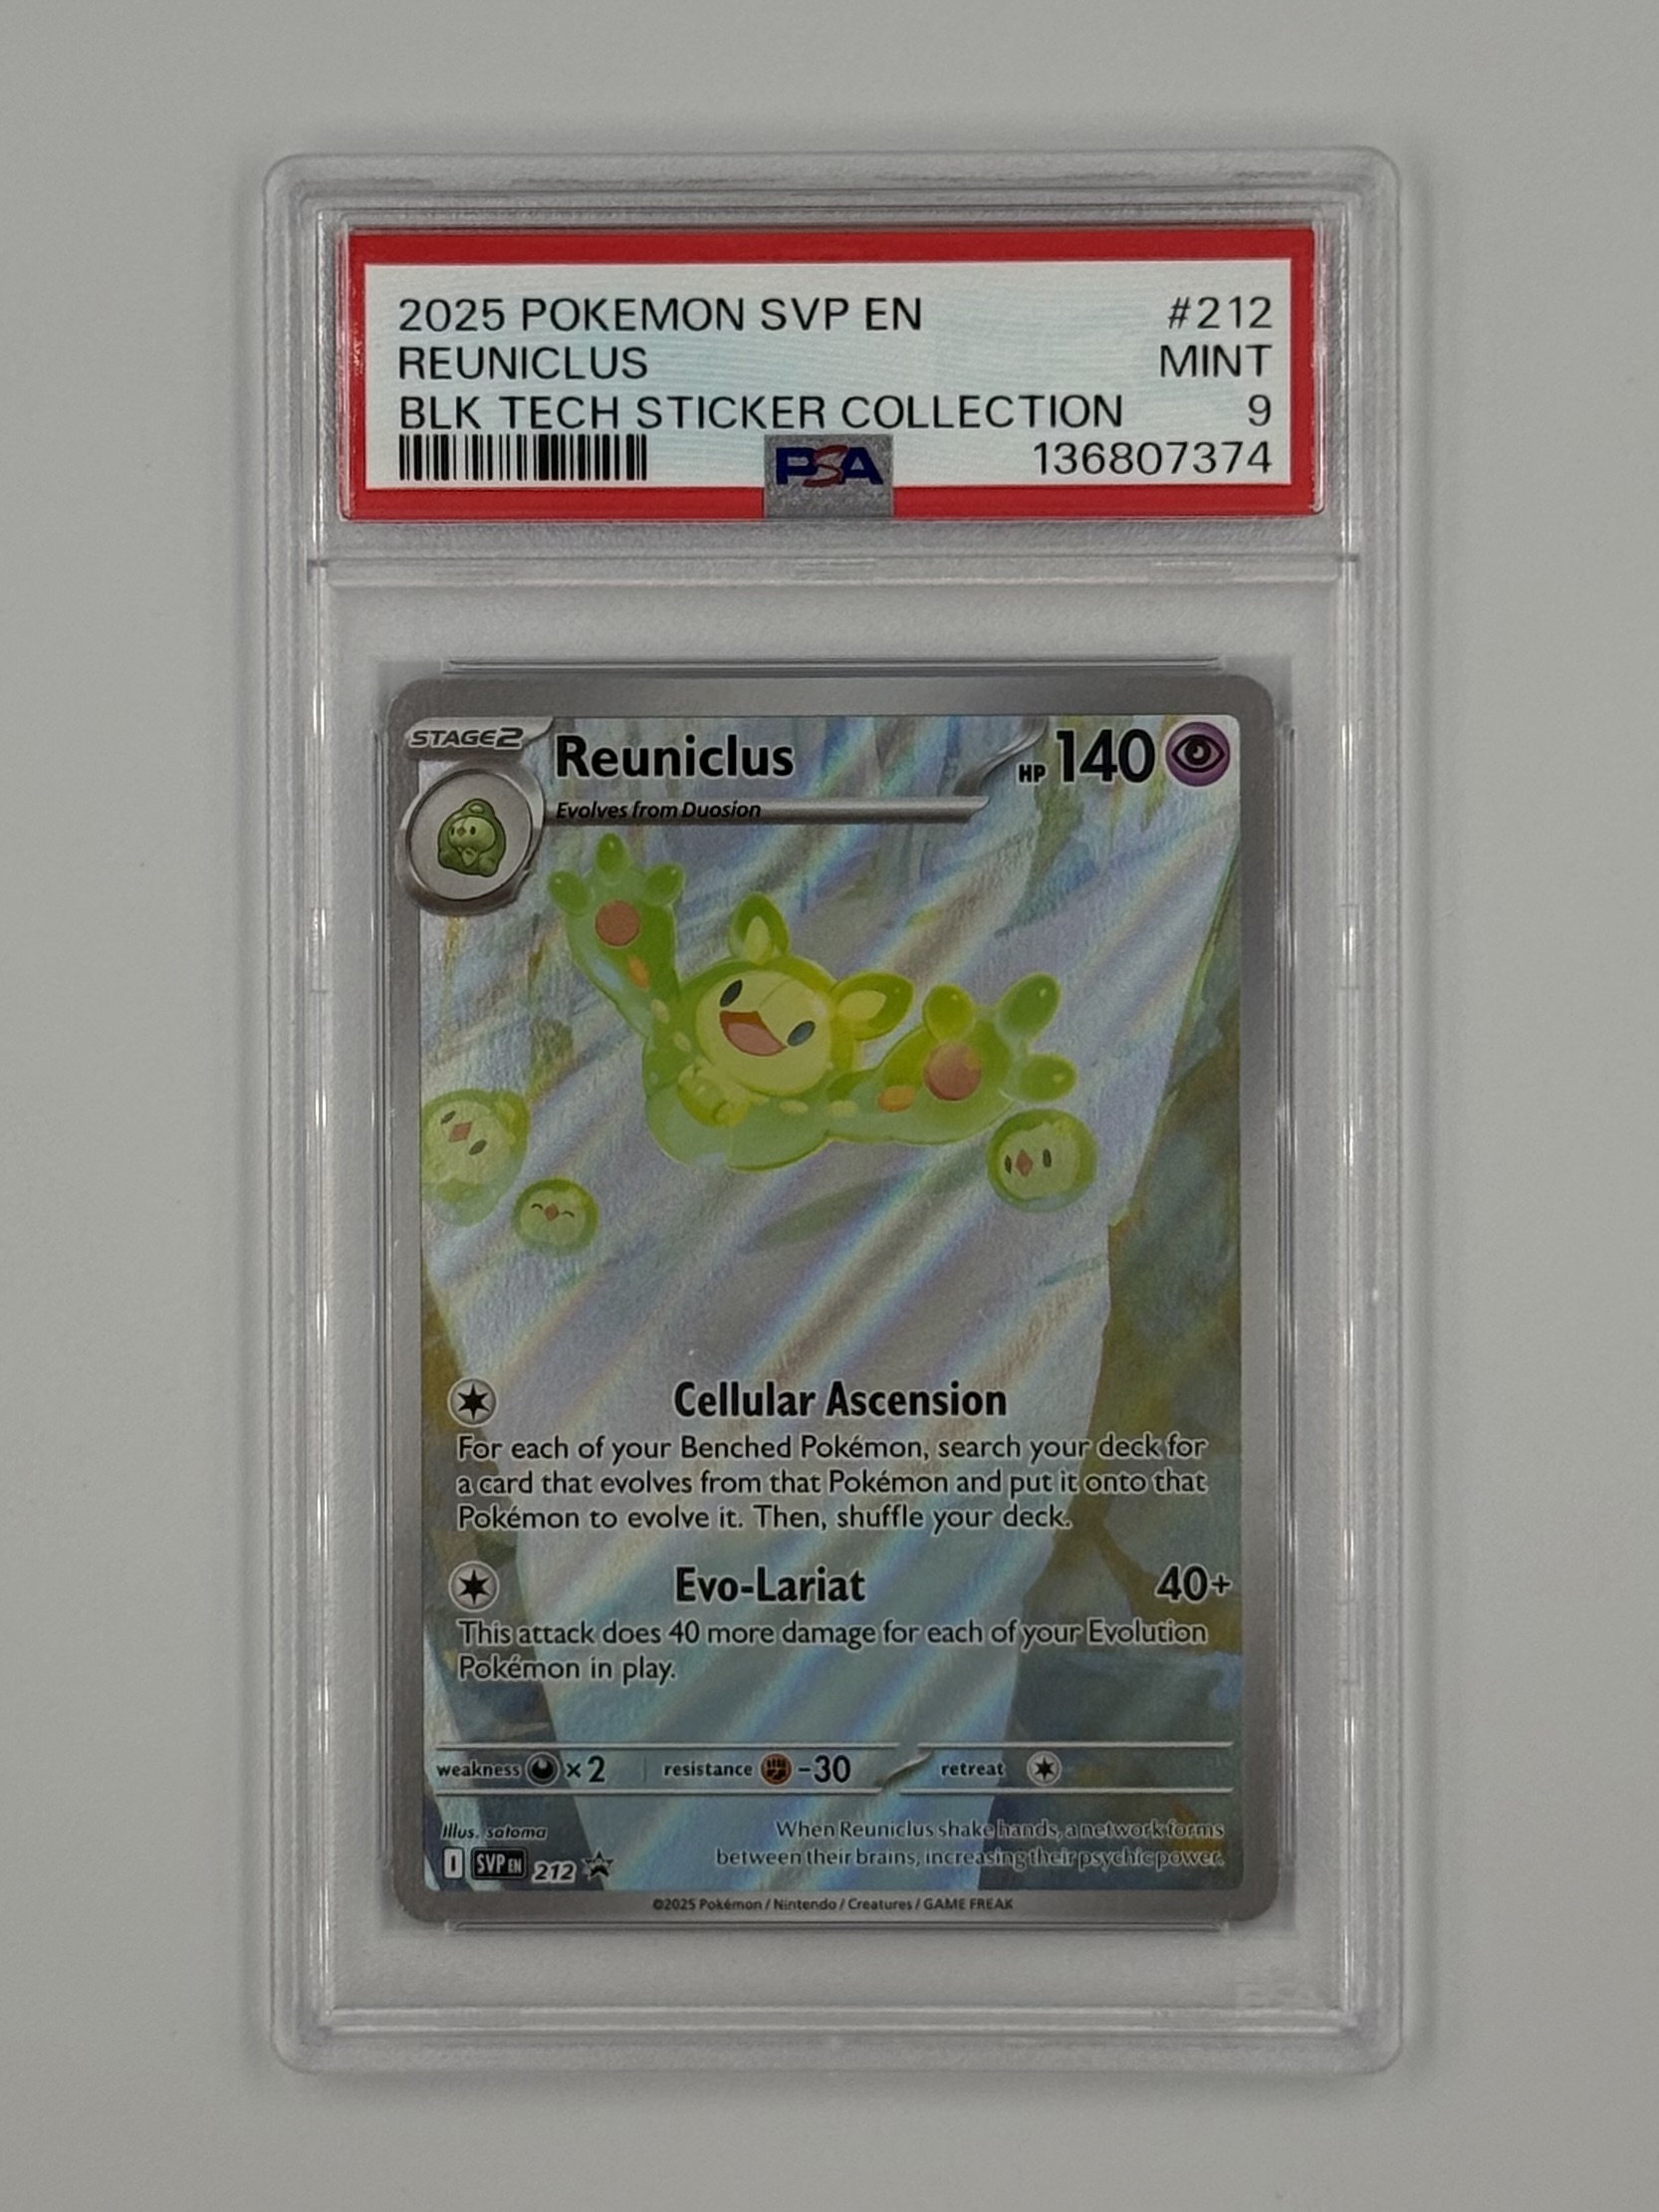 2025 POKEMON SVP EN #212
REUNICLUS MINT
BLK TECH STICKER COLLECTION 9
PSA 136807374
STAGE2 Reuniclus HP 140
Evolves from Duosion
Cellular Ascension
For each of your Benched Pokémon, search your deck for
a card that evolves from that Pokémon and put it onto that
Pokémon to evolve it. Then, shuffle your deck.
Evo-Lariat 40+
This attack does 40 more damage for each of your Evolution
Pokémon in play.
weakness ×2 resistance -30 retreat
Illus. satoma
When Reuniclus shake hands, a network forms
between their brains, increasing their psychic power.
I SVP EN 212
©2025 Pokémon / Nintendo / Creatures / GAME FREAK
PSA